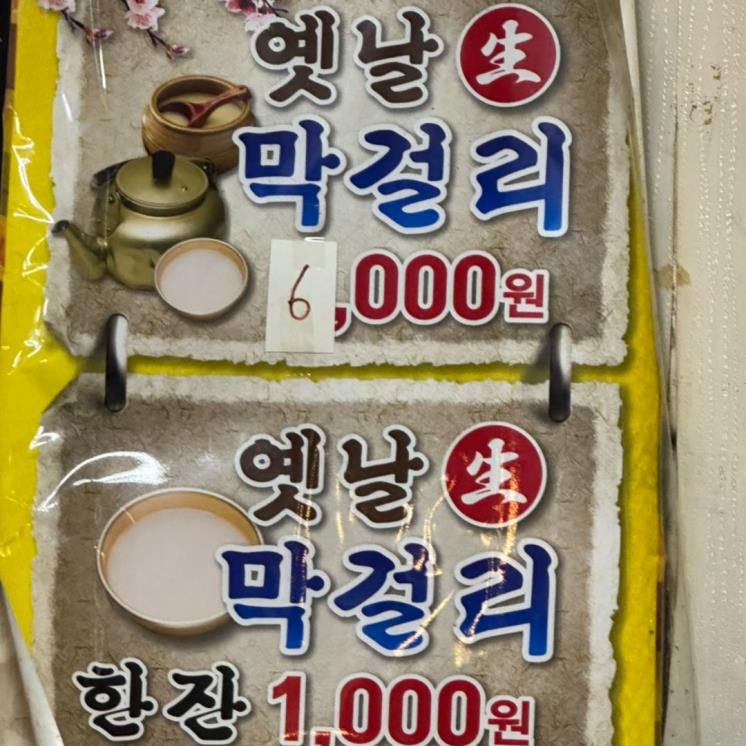 옛날 生
막걸리
6,000원
옛날 生
막걸리
한잔 1,000원